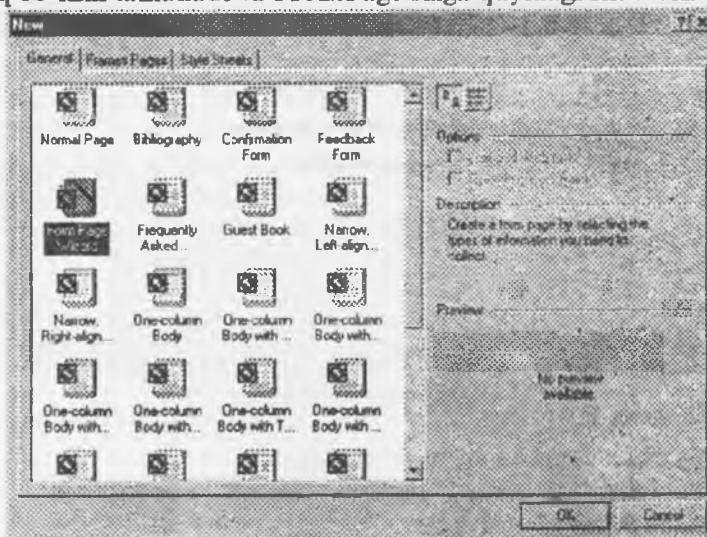 New
General Frames Pages Style Sheets
Normal Page Bibliography Confirmation Form Feedback Form
Form Page Wizard Frequently Asked... Guest Book Narrow, Left-align...
Narrow, Right-align... One-column Body One-column Body with ... One-column Body with...
One-column Body with... One-column Body with... One-column Body with T... One-column Body with ...
Options
Description
Create a form page by selecting the
types of information you need to
collect.
Preview
No preview
available.
OK Cancel